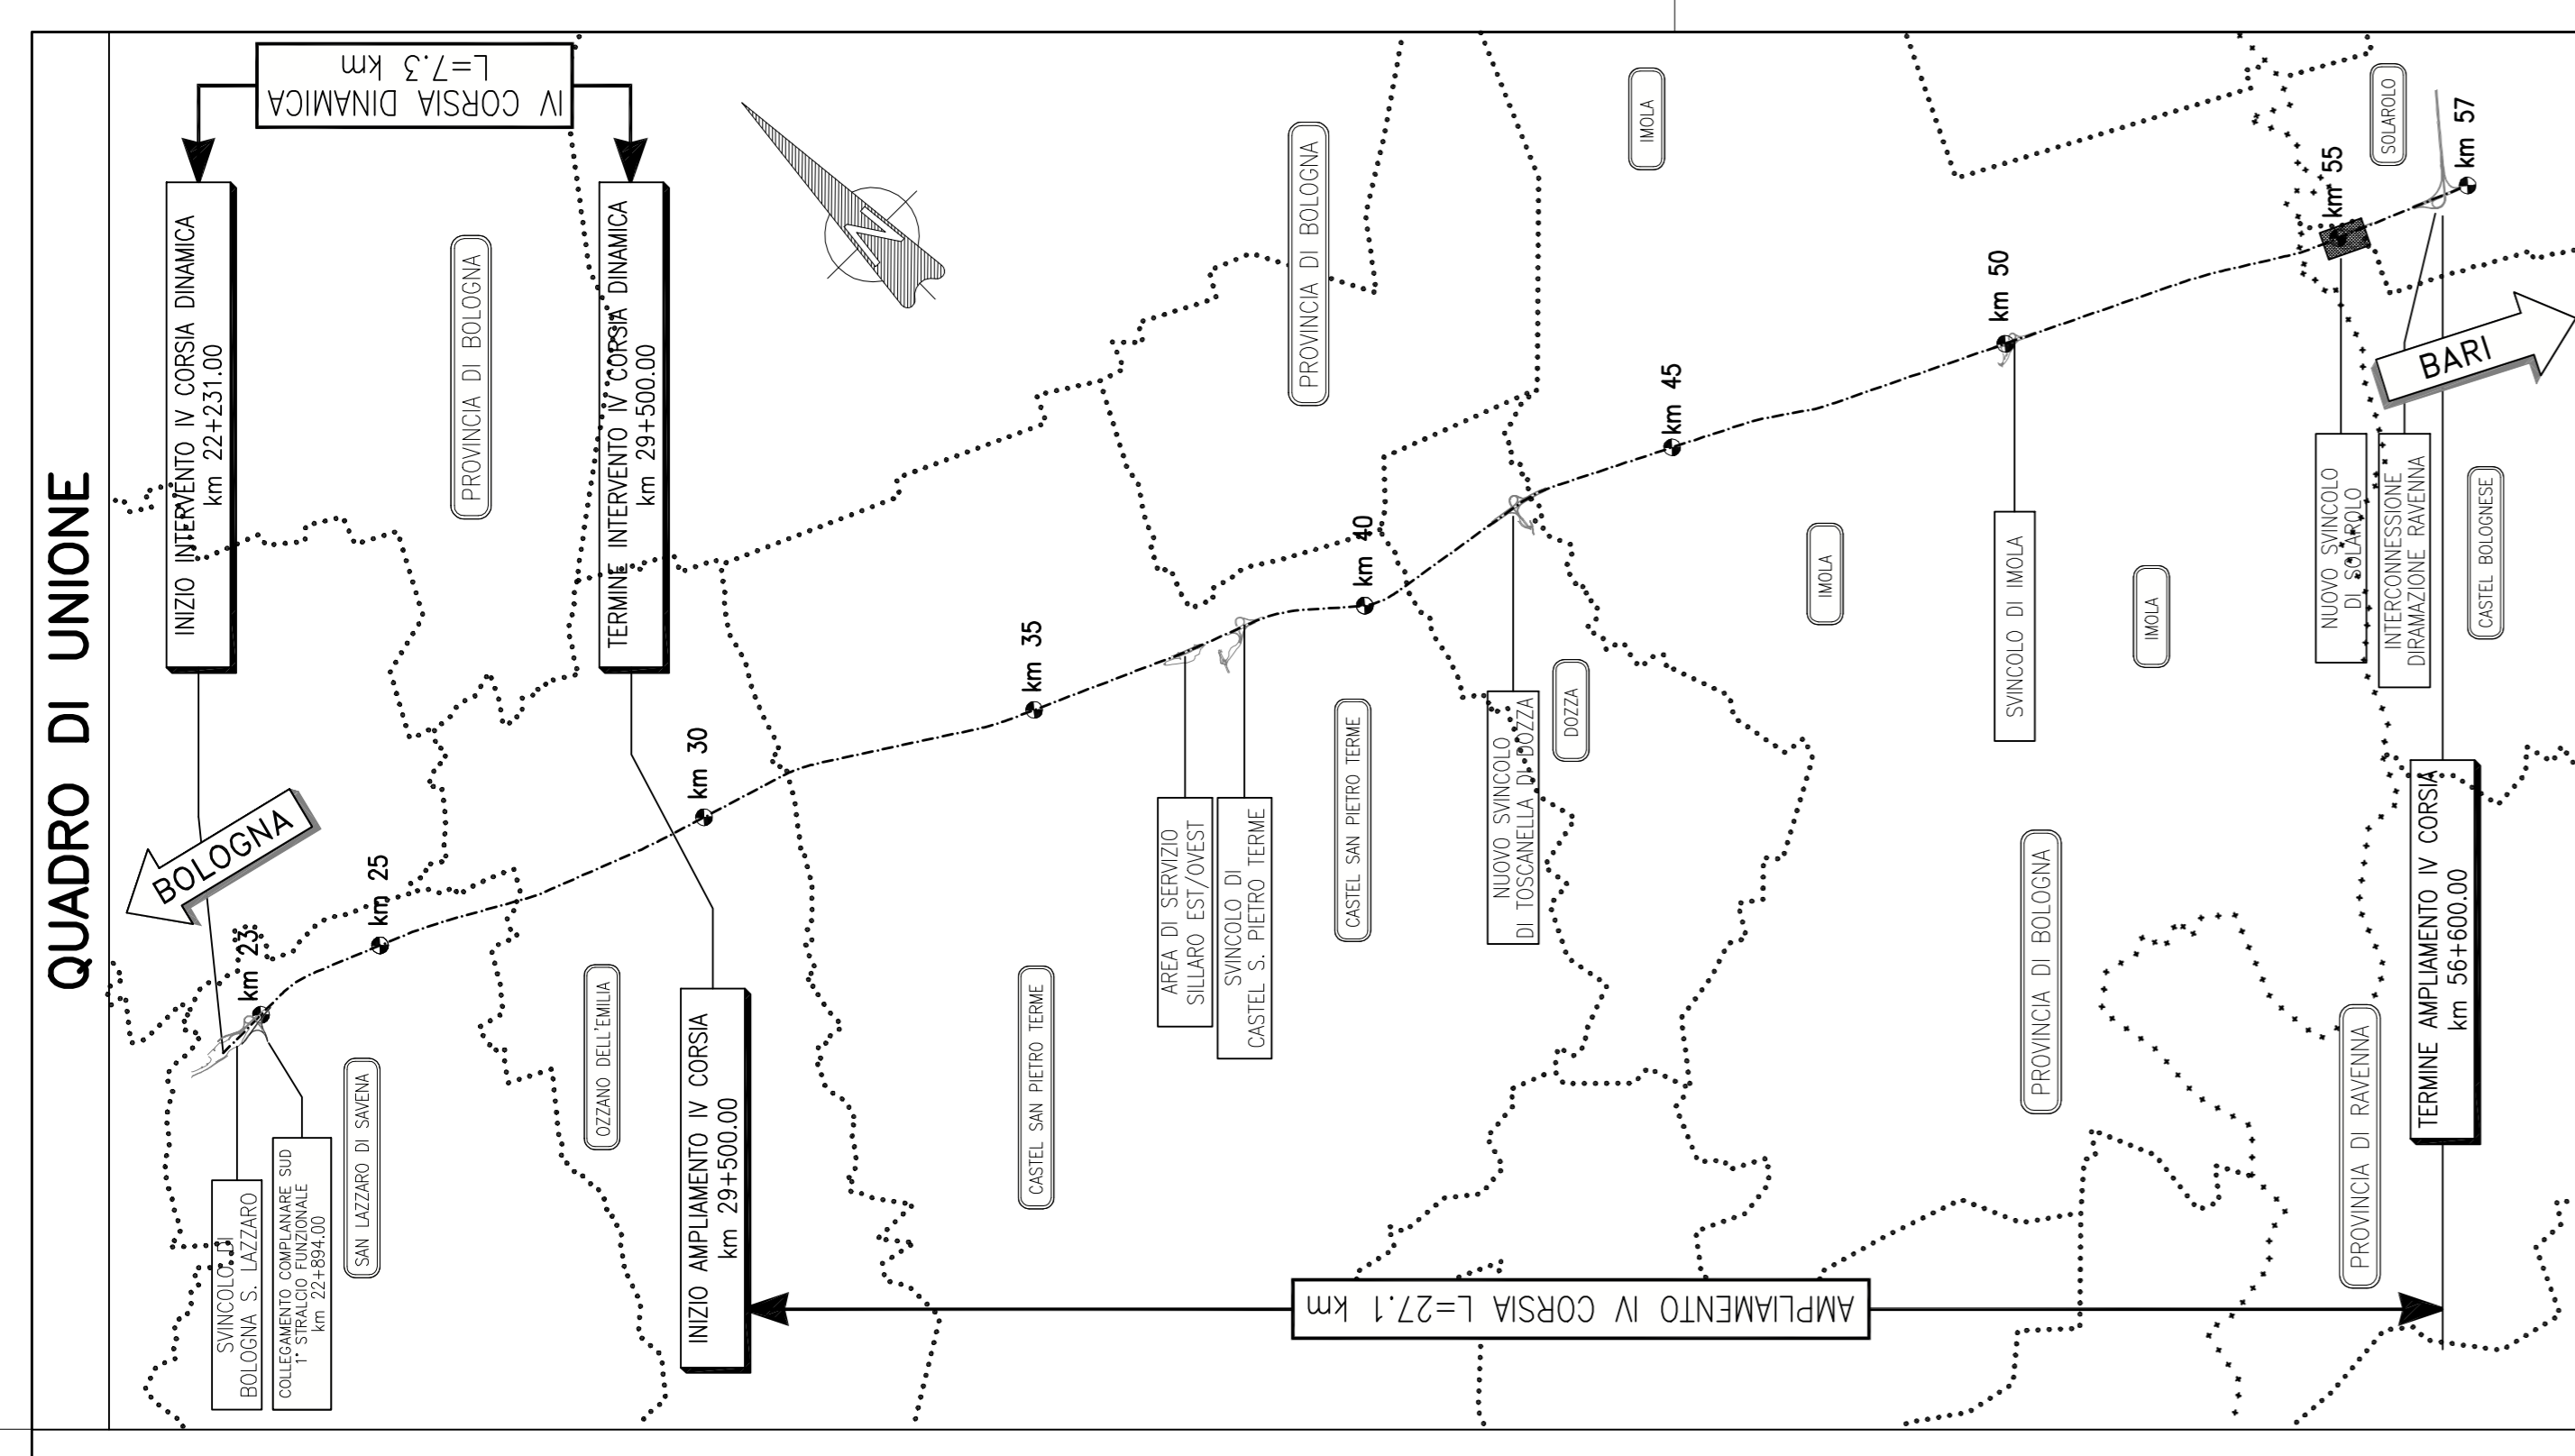 QUADRO DI UNIONE
IV CORSIA DINAMICA
L=7.3 km
INIZIO INTERVENTO IV CORSIA DINAMICA
km 22+231.00
PROVINCIA DI BOLOGNA
TERMINE INTERVENTO IV CORSIA DINAMICA
km 29+500.00
N
PROVINCIA DI BOLOGNA
IMOLA
SOLAROLO
km 57
km 55
km 50
km 45
km 40
km 35
km 30
km 25
km 23
BOLOGNA
BARI
SVINCOLO DI
BOLOGNA S. LAZZARO
COLLEGAMENTO COMPLANARE SUD
1° STRALCIO FUNZIONALE
km 22+894.00
SAN LAZZARO DI SAVENA
OZZANO DELL'EMILIA
INIZIO AMPLIAMENTO IV CORSIA
km 29+500.00
CASTEL SAN PIETRO TERME
AREA DI SERVIZIO
SILLARO EST/OVEST
SVINCOLO DI
CASTEL S. PIETRO TERME
CASTEL SAN PIETRO TERME
NUOVO SVINCOLO
DI TOSCANELLA DI DOZZA
DOZZA
IMOLA
SVINCOLO DI IMOLA
IMOLA
NUOVO SVINCOLO
DI SOLAROLO
INTERCONNESSIONE
DIRAMAZIONE RAVENNA
CASTEL BOLOGNESE
PROVINCIA DI BOLOGNA
PROVINCIA DI RAVENNA
TERMINE AMPLIAMENTO IV CORSIA
km 56+600.00
AMPLIAMENTO IV CORSIA L=27.1 km